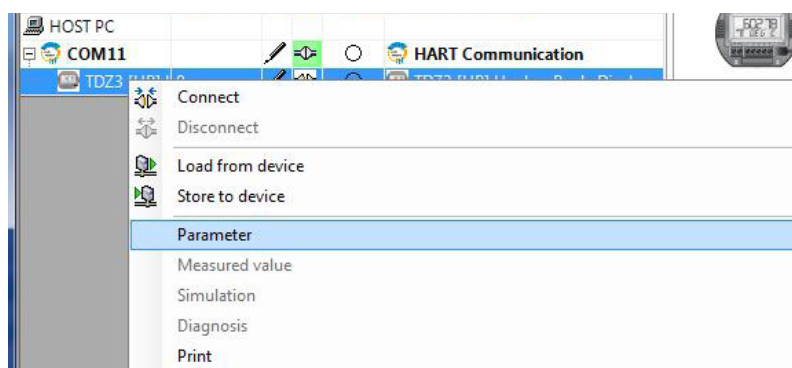 HOST PC
COM11 HART Communication
TDZ3
Connect
Disconnect
Load from device
Store to device
Parameter
Measured value
Simulation
Diagnosis
Print